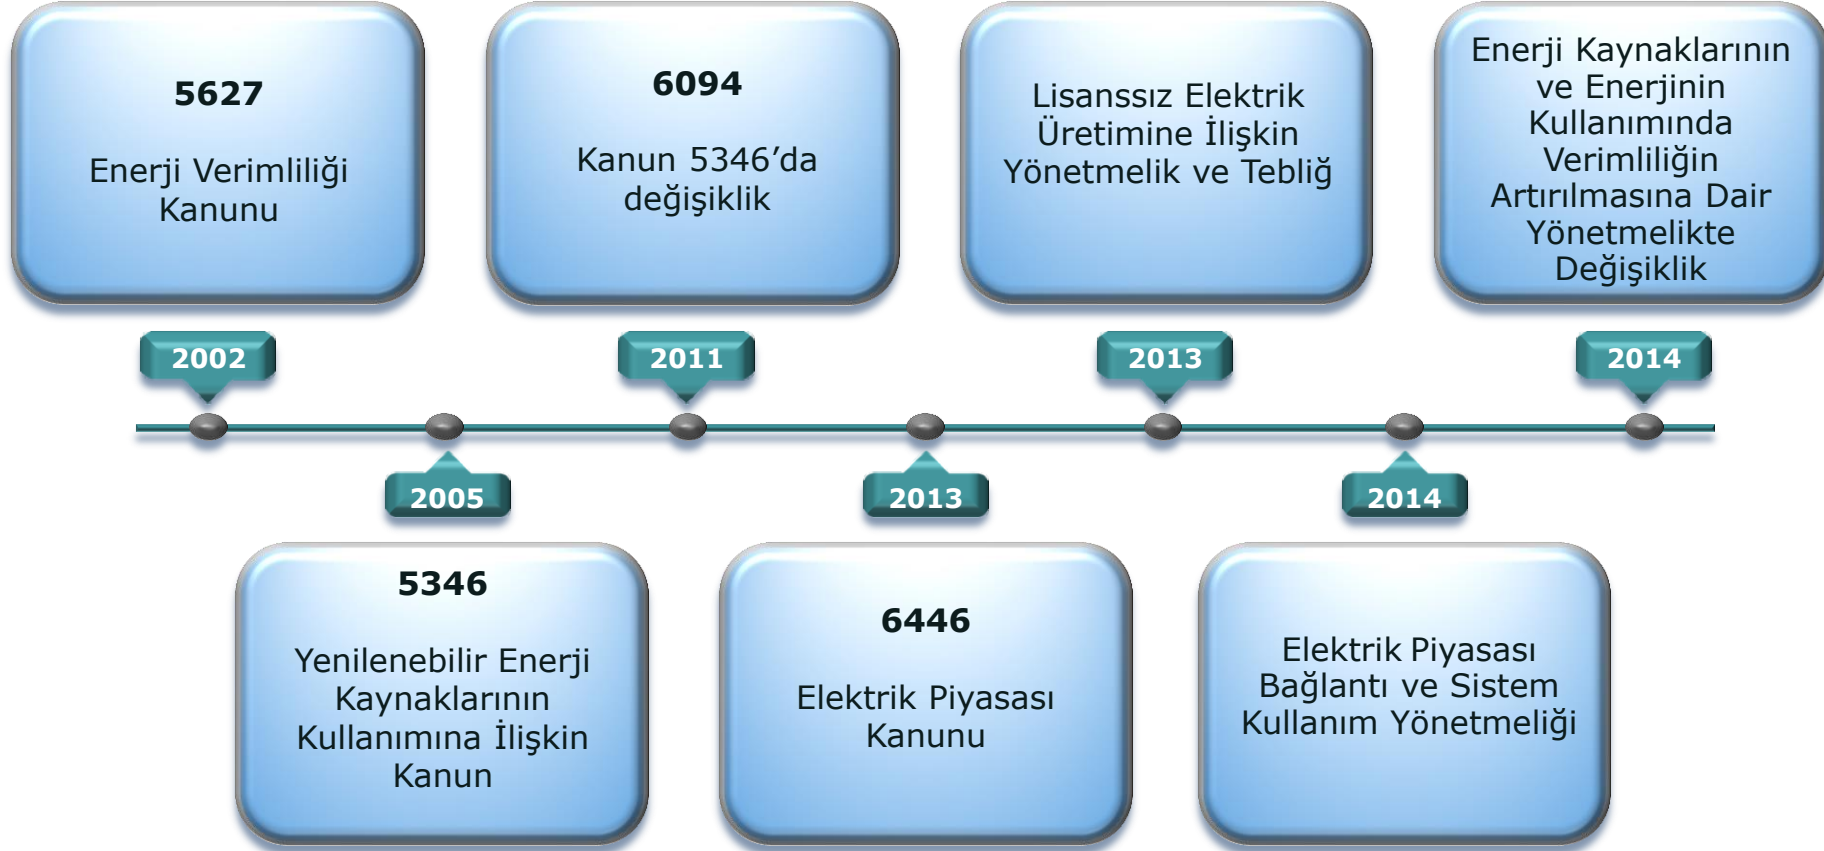 5627
Enerji Verimliliği
Kanunu
6094
Kanun 5346’da
değişiklik
Lisanssız Elektrik
Üretimine İlişkin
Yönetmelik ve Tebliğ
Enerji Kaynaklarının
ve Enerjinin
Kullanımında
Verimliliğin
Artırılmasına Dair
Yönetmelikte
Değişiklik
2002
2011
2013
2014
2005
2013
2014
5346
Yenilenebilir Enerji
Kaynaklarının
Kullanımına İlişkin
Kanun
6446
Elektrik Piyasası
Kanunu
Elektrik Piyasası
Bağlantı ve Sistem
Kullanım Yönetmeliği